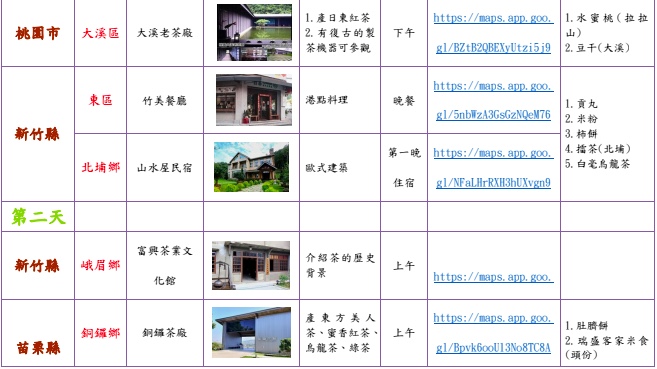 桃園市 大溪區 大溪老茶廠 1.產日東紅茶 下午 https://maps.app.goo. 1.水蜜桃(拉拉
2.有復古的製 gl/BZtB2QBEXyUtzi5j9 山)
茶機器可參觀 2.豆干(大溪)
新竹縣 東區 竹美餐廳 港點料理 晚餐 https://maps.app.goo.
gl/5nbWzA3GsGzNQeM76
1.貢丸
2.米粉
3.柿餅
4.擂茶(北埔)
5.白毫烏龍茶
北埔鄉 山水屋民宿 歐式建築 第一晚 https://maps.app.goo.
住宿 gl/NFaLHrRXH3hUXvgn9
第二天
新竹縣 峨眉鄉 富興茶業文 介紹茶的歷史 上午 https://maps.app.goo.
化館 背景
苗栗縣 銅鑼鄉 銅鑼茶廠 產東方美人 上午 https://maps.app.goo. 1.肚臍餅
茶、蜜香紅茶、 gl/Bpvk6ooUl3No8TC8A 2.瑞盛客家米食
烏龍茶、綠茶 (頭份)